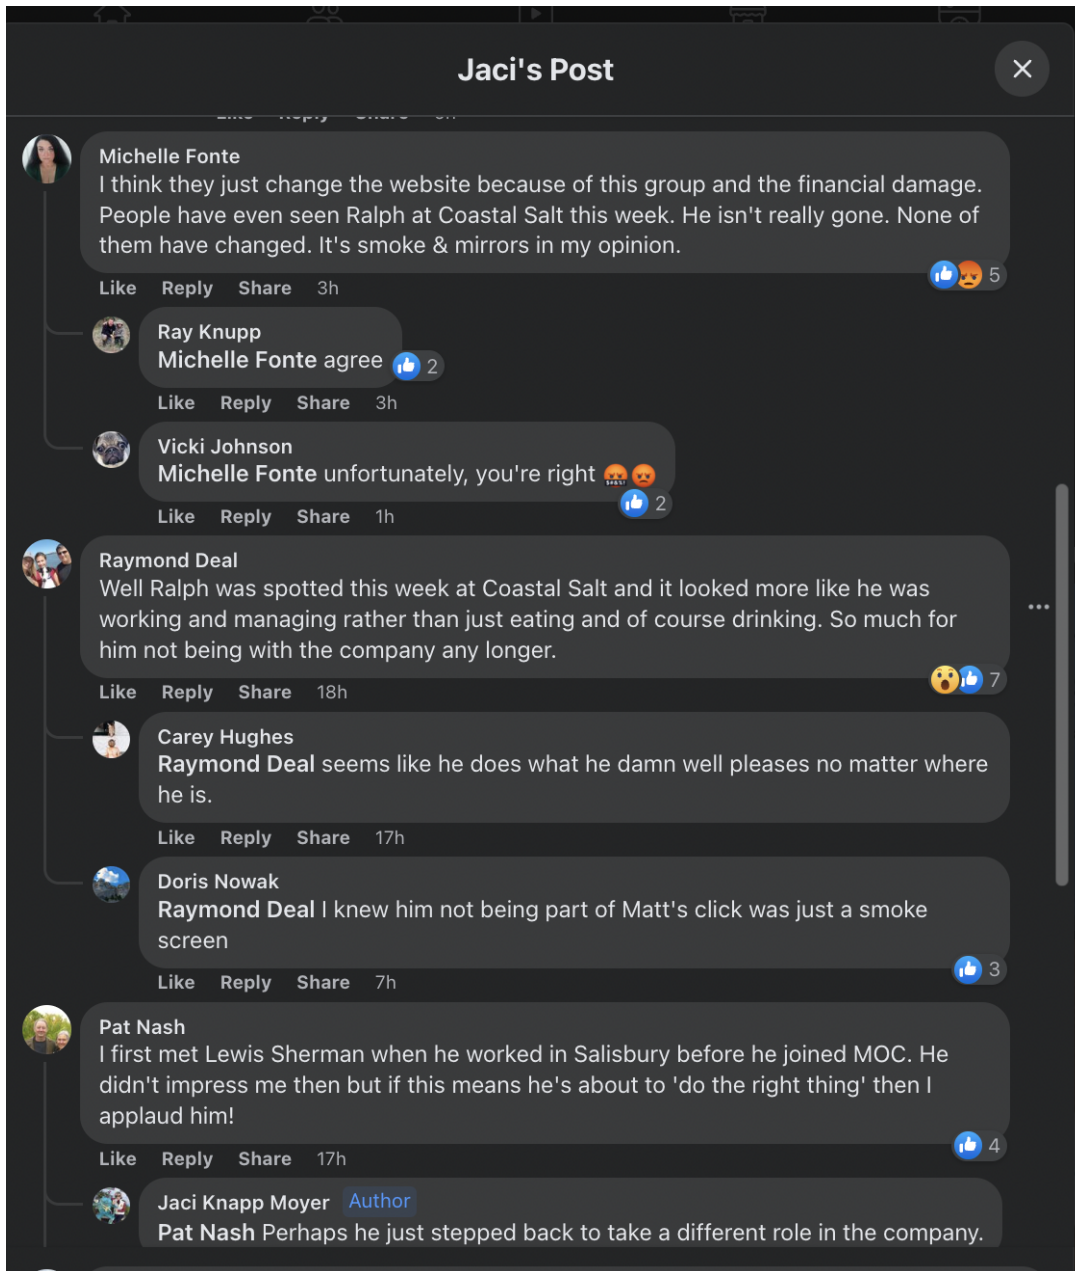 Jaci's Post
Like Reply Share
Michelle Fonte
I think they just change the website because of this group and the financial damage.
People have even seen Ralph at Coastal Salt this week. He isn't really gone. None of
them have changed. It's smoke & mirrors in my opinion.
5
Like Reply Share 3h
Ray Knupp
Michelle Fonte agree
2
Like Reply Share 3h
Vicki Johnson
Michelle Fonte unfortunately, you're right 🤬😡
2
Like Reply Share 1h
Raymond Deal
Well Ralph was spotted this week at Coastal Salt and it looked more like he was
working and managing rather than just eating and of course drinking. So much for
him not being with the company any longer.
7
Like Reply Share 18h
Carey Hughes
Raymond Deal seems like he does what he damn well pleases no matter where
he is.
Like Reply Share 17h
Doris Nowak
Raymond Deal I knew him not being part of Matt's click was just a smoke
screen
3
Like Reply Share 7h
Pat Nash
I first met Lewis Sherman when he worked in Salisbury before he joined MOC. He
didn't impress me then but if this means he's about to 'do the right thing' then I
applaud him!
4
Like Reply Share 17h
Jaci Knapp Moyer Author
Pat Nash Perhaps he just stepped back to take a different role in the company.